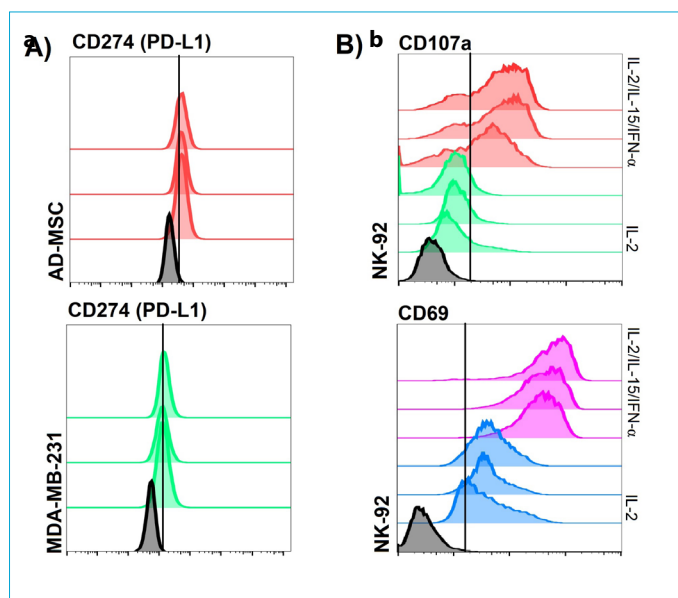 a
A)
CD274 (PD-L1)
AD-MSC
CD274 (PD-L1)
MDA-MB-231
B)
b
CD107a
NK-92
IL-2/IL-15/IFN-α
IL-2
CD69
NK-92
IL-2/IL-15/IFN-α
IL-2